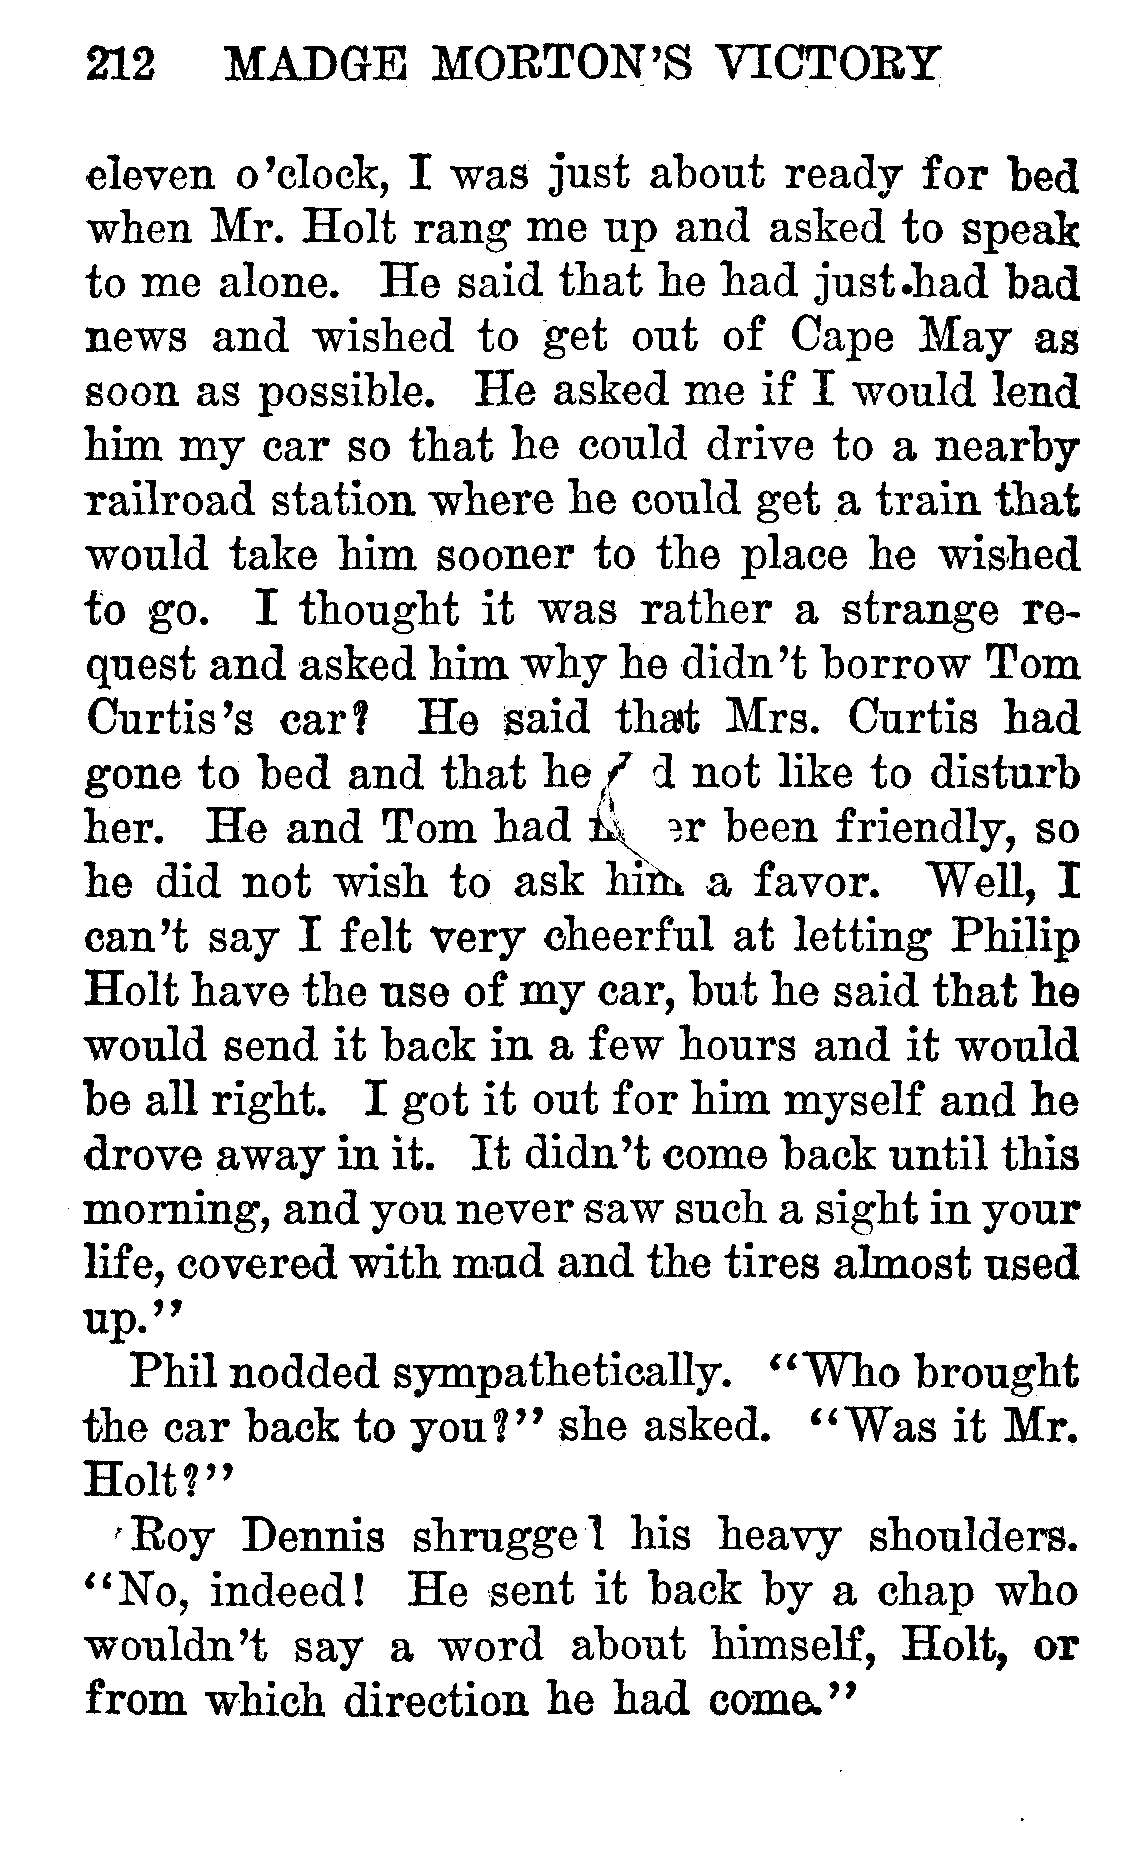 212 MADGE MORTON'S VICTORY
eleven o'clock, I was just about ready for bed
when Mr. Holt rang me up and asked to speak
to me alone. He said that he had just had bad
news and wished to get out of Cape May as
soon as possible. He asked me if I would lend
him my car so that he could drive to a nearby
railroad station where he could get a train that
would take him sooner to the place he wished
to go. I thought it was rather a strange re-
quest and asked him why he didn't borrow Tom
Curtis's car? He said that Mrs. Curtis had
gone to bed and that he d not like to disturb
her. He and Tom had er been friendly, so
he did not wish to ask him a favor. Well, I
can't say I felt very cheerful at letting Philip
Holt have the use of my car, but he said that he
would send it back in a few hours and it would
be all right. I got it out for him myself and he
drove away in it. It didn't come back until this
morning, and you never saw such a sight in your
life, covered with mud and the tires almost used
up."
Phil nodded sympathetically. "Who brought
the car back to you?" she asked. "Was it Mr.
Holt?"
Roy Dennis shrugged his heavy shoulders.
"No, indeed! He sent it back by a chap who
wouldn't say a word about himself, Holt, or
from which direction he had come."